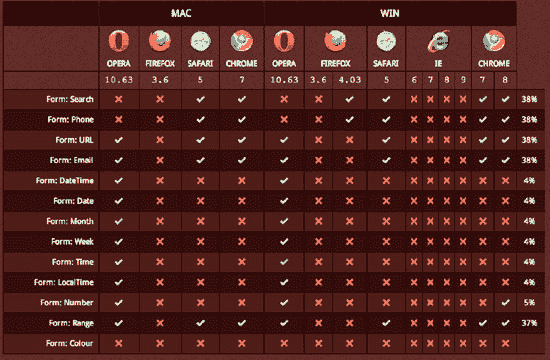 MAC WIN
OPERA FIREFOX SAFARI CHROME OPERA FIREFOX SAFARI IE CHROME
10.63 3.6 5 7 10.63 3.6 4.03 5 6 7 8 9 7 8
Form: Search 38%
Form: Phone 38%
Form: URL 38%
Form: Email 38%
Form: DateTime 4%
Form: Date 4%
Form: Month 4%
Form: Week 4%
Form: Time 4%
Form: LocalTime 4%
Form: Number 5%
Form: Range 37%
Form: Colour